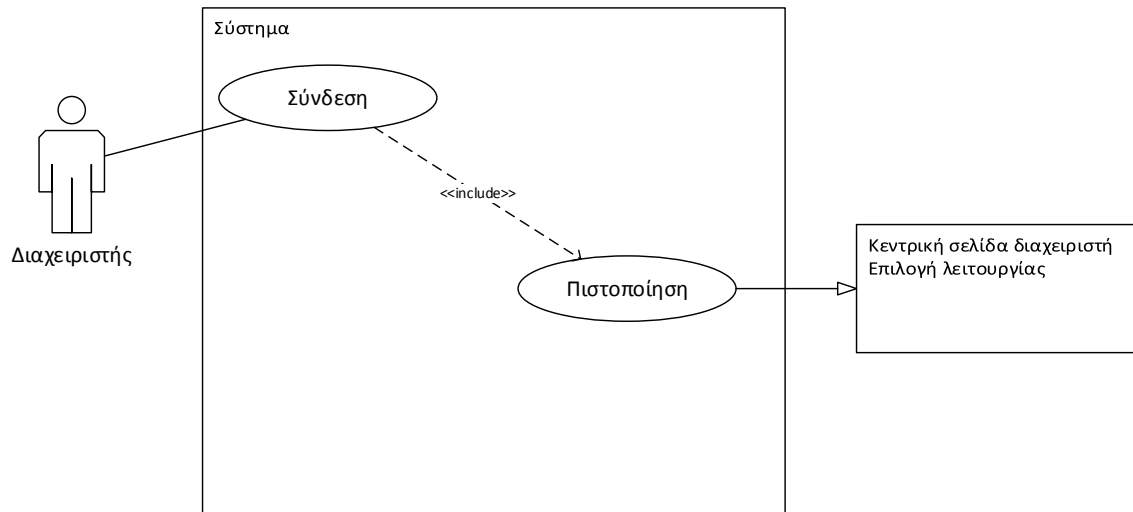 Σύστημα
Σύνδεση
<<include>>
Διαχειριστής
Κεντρική σελίδα διαχειριστή
Επιλογή λειτουργίας
Πιστοποίηση